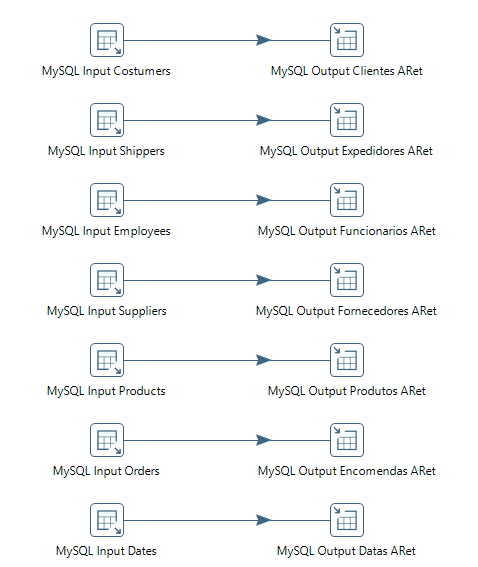 MySQL Input Costumers MySQL Output Clientes ARet
MySQL Input Shippers MySQL Output Expedidores ARet
MySQL Input Employees MySQL Output Funcionarios ARet
MySQL Input Suppliers MySQL Output Fornecedores ARet
MySQL Input Products MySQL Output Produtos ARet
MySQL Input Orders MySQL Output Encomendas ARet
MySQL Input Dates MySQL Output Datas ARet